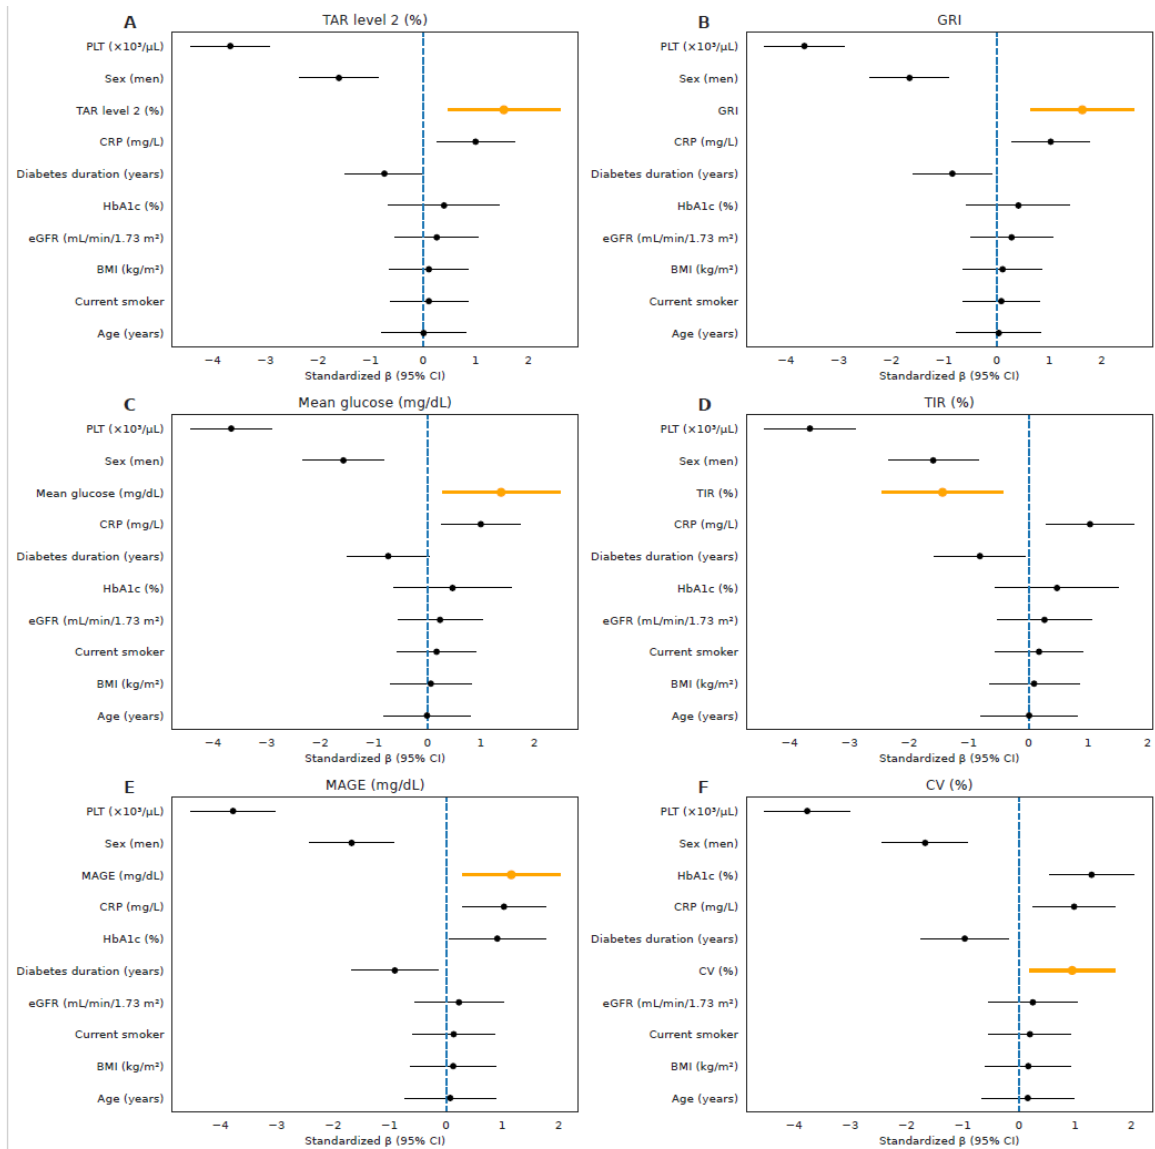 A
TAR level 2 (%)
PLT (×10³/µL)
Sex (men)
TAR level 2 (%)
CRP (mg/L)
Diabetes duration (years)
HbA1c (%)
eGFR (mL/min/1.73 m²)
BMI (kg/m²)
Current smoker
Age (years)
−4 −3 −2 −1 0 1 2
Standardized β (95% CI)
B
GRI
PLT (×10³/µL)
Sex (men)
GRI
CRP (mg/L)
Diabetes duration (years)
HbA1c (%)
eGFR (mL/min/1.73 m²)
BMI (kg/m²)
Current smoker
Age (years)
−4 −3 −2 −1 0 1 2
Standardized β (95% CI)
C
Mean glucose (mg/dL)
PLT (×10³/µL)
Sex (men)
Mean glucose (mg/dL)
CRP (mg/L)
Diabetes duration (years)
HbA1c (%)
eGFR (mL/min/1.73 m²)
Current smoker
BMI (kg/m²)
Age (years)
−4 −3 −2 −1 0 1 2
Standardized β (95% CI)
D
TIR (%)
PLT (×10³/µL)
Sex (men)
TIR (%)
CRP (mg/L)
Diabetes duration (years)
HbA1c (%)
eGFR (mL/min/1.73 m²)
Current smoker
BMI (kg/m²)
Age (years)
−4 −3 −2 −1 0 1 2
Standardized β (95% CI)
E
MAGE (mg/dL)
PLT (×10³/µL)
Sex (men)
MAGE (mg/dL)
CRP (mg/L)
HbA1c (%)
Diabetes duration (years)
eGFR (mL/min/1.73 m²)
Current smoker
BMI (kg/m²)
Age (years)
−4 −3 −2 −1 0 1 2
Standardized β (95% CI)
F
CV (%)
PLT (×10³/µL)
Sex (men)
HbA1c (%)
CRP (mg/L)
Diabetes duration (years)
CV (%)
eGFR (mL/min/1.73 m²)
Current smoker
BMI (kg/m²)
Age (years)
−4 −3 −2 −1 0 1 2
Standardized β (95% CI)